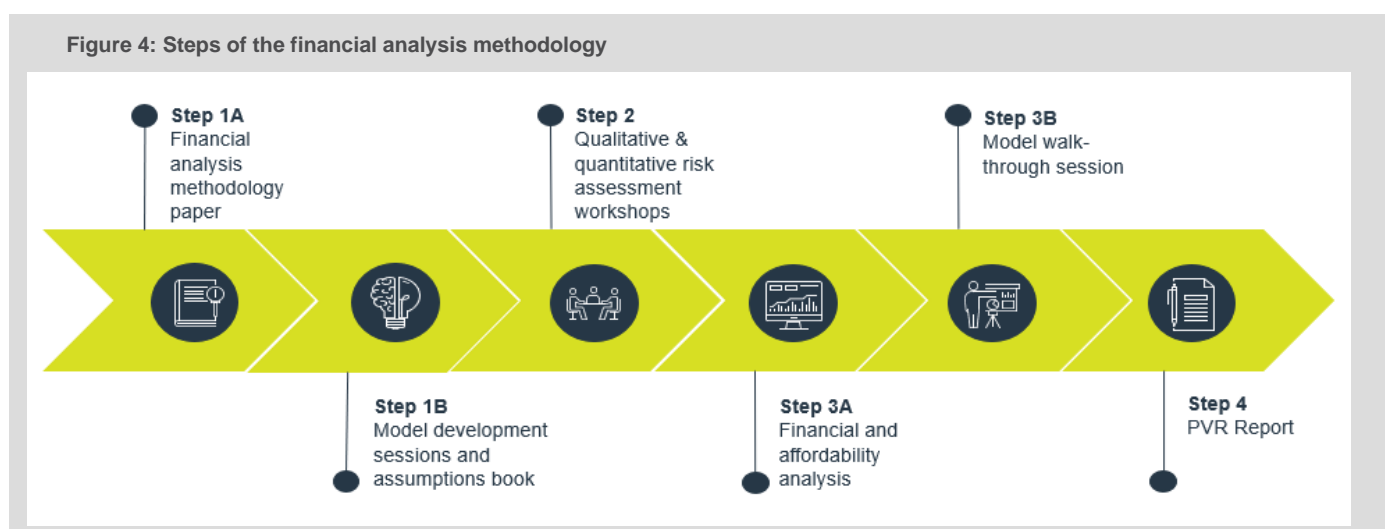 Figure 4: Steps of the financial analysis methodology
Step 1A
Financial
analysis
methodology
paper
Step 1B
Model development
sessions and
assumptions book
Step 2
Qualitative &
quantitative risk
assessment
workshops
Step 3A
Financial and
affordability
analysis
Step 3B
Model walk-
through session
Step 4
PVR Report